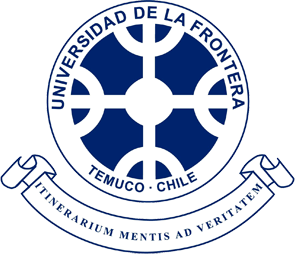 UNIVERSIDAD DE LA FRONTERA
TEMUCO · CHILE
ITINERARIUM MENTIS AD VERITATEM